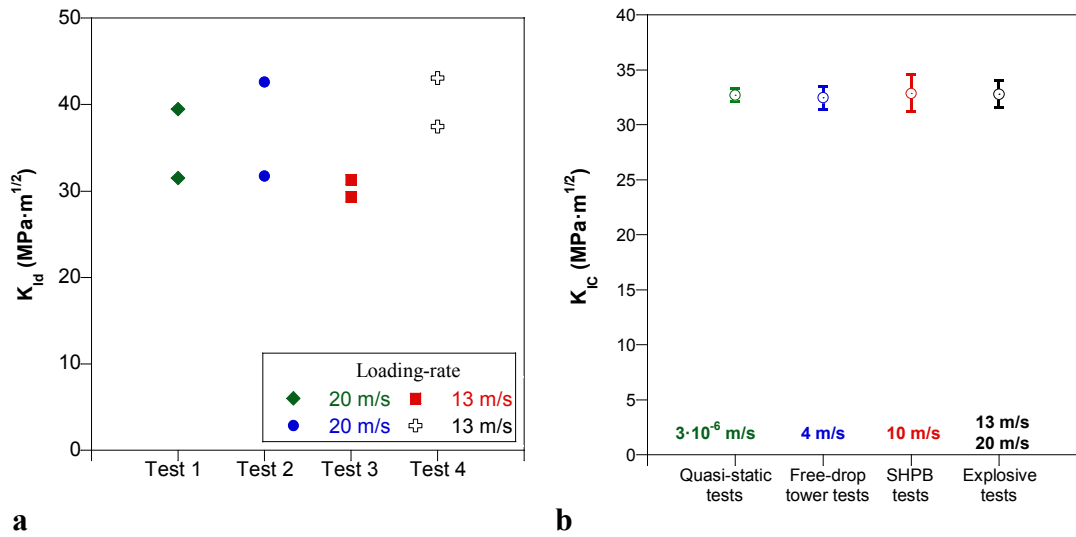 50
40
30
20
10
0
K_Id (MPa·m^1/2)
Loading-rate
20 m/s 13 m/s
20 m/s 13 m/s
Test 1 Test 2 Test 3 Test 4
a
40
35
30
25
20
15
10
5
0
K_IC (MPa·m^1/2)
3·10^-6 m/s 4 m/s 10 m/s 13 m/s
20 m/s
Quasi-static Free-drop SHPB Explosive
tests tower tests tests tests
b